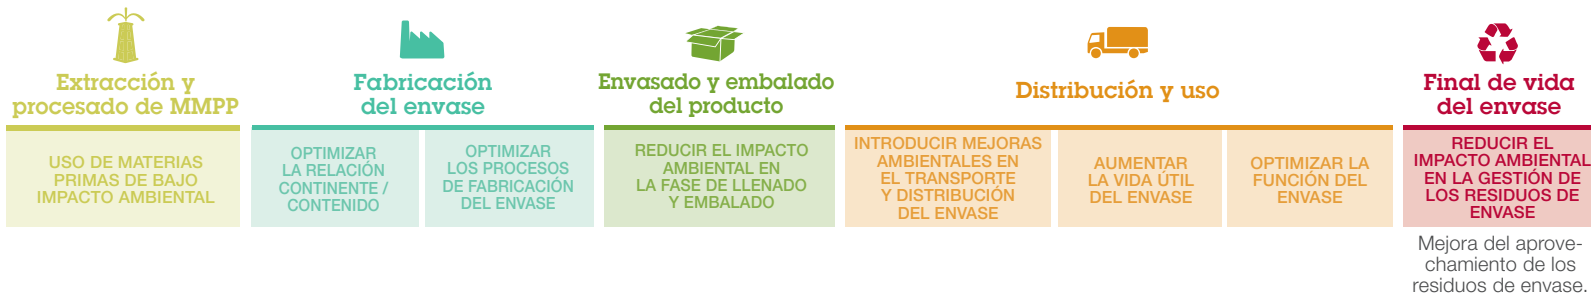 Extracción y
procesado de MMPP
USO DE MATERIAS
PRIMAS DE BAJO
IMPACTO AMBIENTAL
Fabricación
del envase
OPTIMIZAR
LA RELACIÓN
CONTINENTE /
CONTENIDO
OPTIMIZAR
LOS PROCESOS
DE FABRICACIÓN
DEL ENVASE
Envasado y embalado
del producto
REDUCIR EL IMPACTO
AMBIENTAL EN
LA FASE DE LLENADO
Y EMBALADO
Distribución y uso
INTRODUCIR MEJORAS
AMBIENTALES EN
EL TRANSPORTE
Y DISTRIBUCIÓN
DEL ENVASE
AUMENTAR
LA VIDA ÚTIL
DEL ENVASE
OPTIMIZAR LA
FUNCIÓN DEL
ENVASE
Final de vida
del envase
REDUCIR EL
IMPACTO AMBIENTAL
EN LA GESTIÓN DE
LOS RESIDUOS DE
ENVASE
Mejora del aprove-
chamiento de los
residuos de envase.